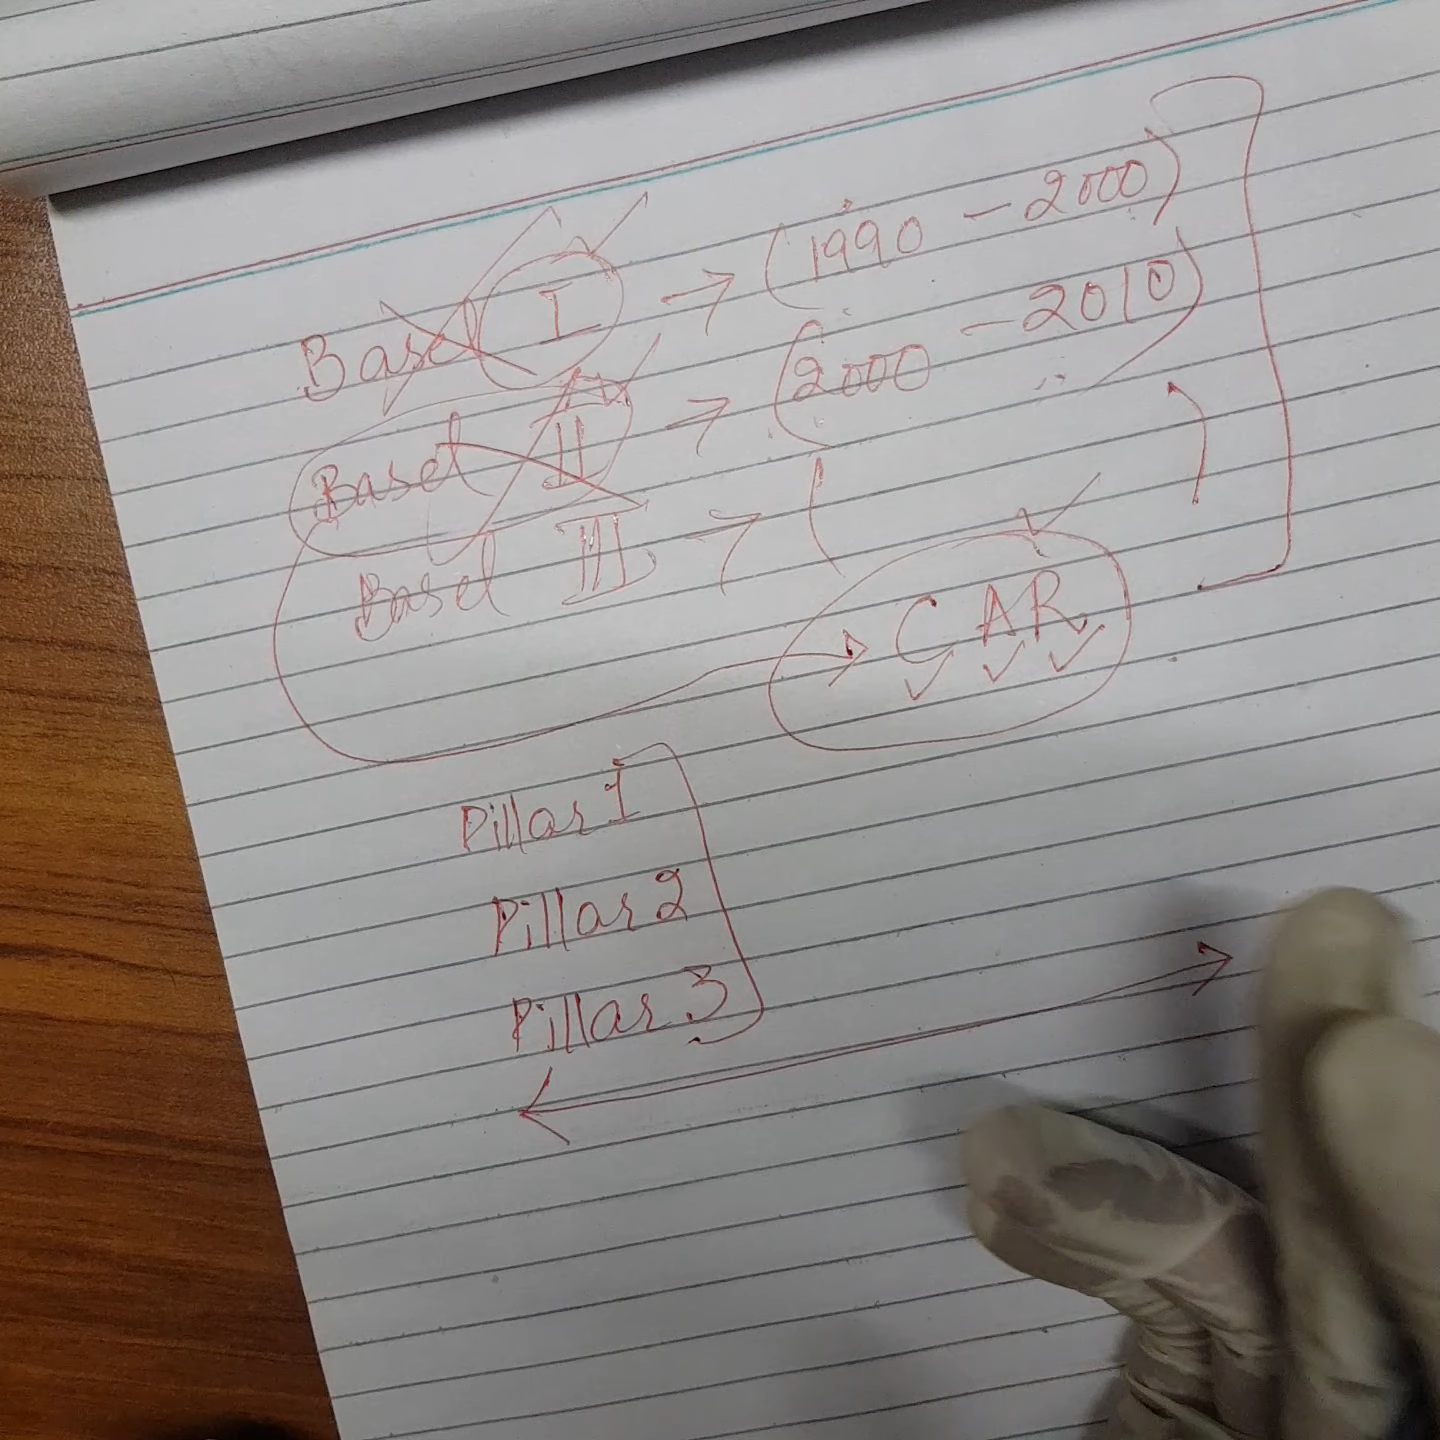 Basel I → (1990 - 2000)
Basel II → (2000 - 2010)
Basel III → (
→ CAR
Pillar 1
Pillar 2
Pillar 3